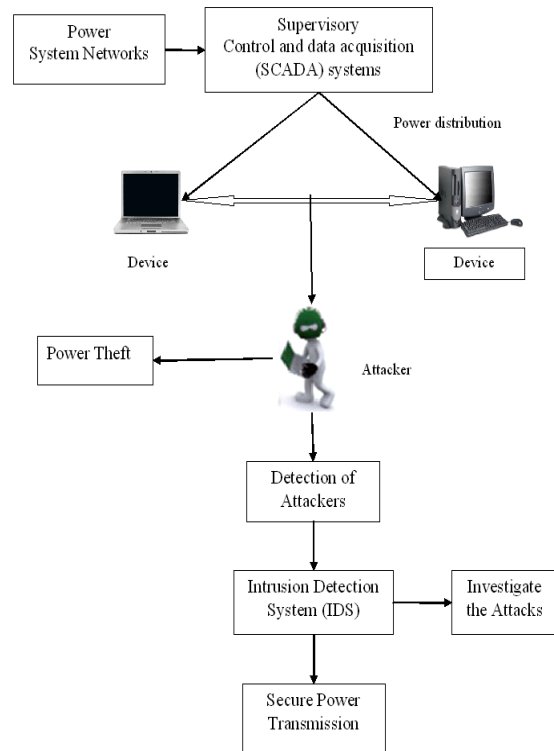 Power
System Networks
Supervisory
Control and data acquisition
(SCADA) systems
Power distribution
Device
Device
Power Theft
Attacker
Detection of
Attackers
Intrusion Detection
System (IDS)
Investigate
the Attacks
Secure Power
Transmission